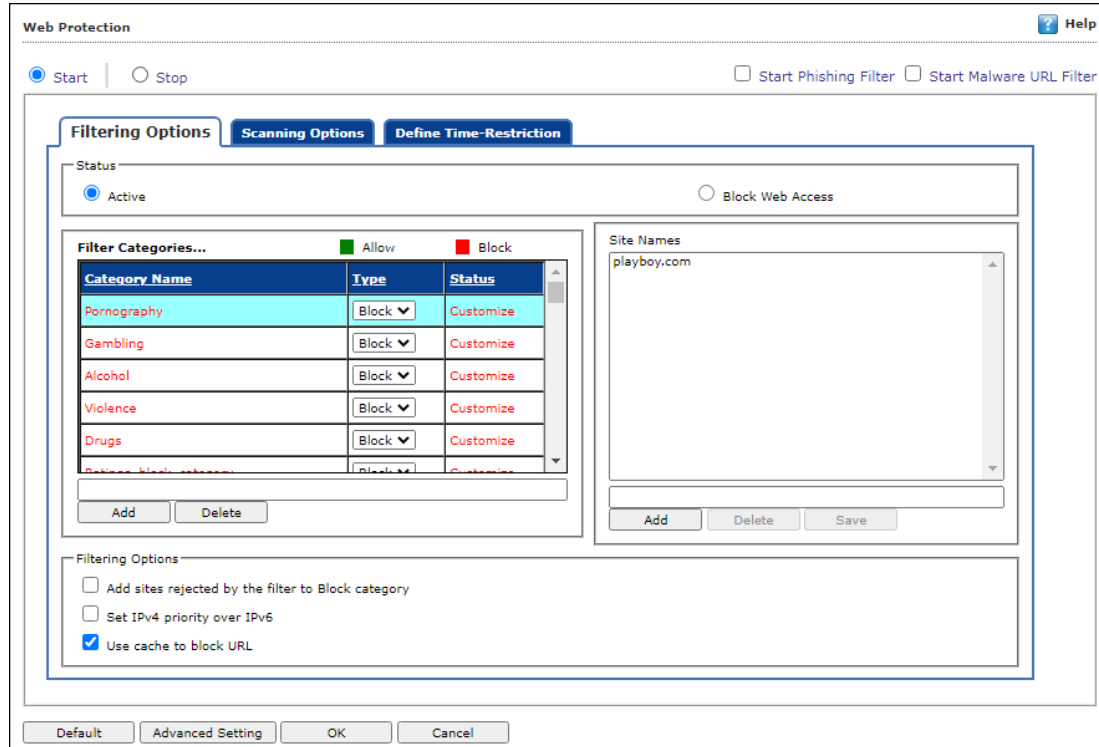 Web Protection
Help
Start Stop Start Phishing Filter Start Malware URL Filter
Filtering Options Scanning Options Define Time-Restriction
Status
Active Block Web Access
Filter Categories... Allow Block
Category Name Type Status
Pornography Block Customize
Gambling Block Customize
Alcohol Block Customize
Violence Block Customize
Drugs Block Customize
Ratings_block_category Block Customize
Add Delete
Site Names
playboy.com
Add Delete Save
Filtering Options
Add sites rejected by the filter to Block category
Set IPv4 priority over IPv6
Use cache to block URL
Default Advanced Setting OK Cancel